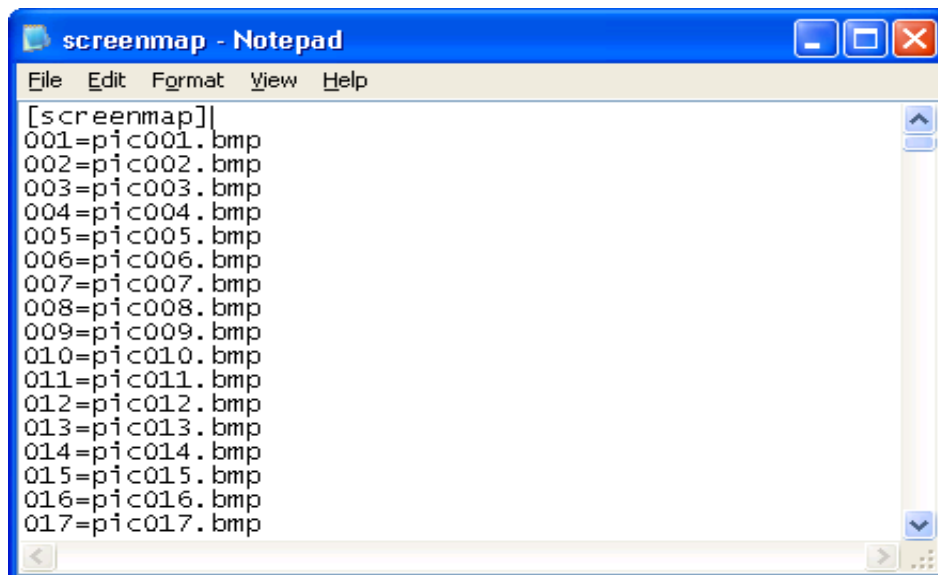 screenmap - Notepad
File Edit Format View Help
[screenmap]
001=pic001.bmp
002=pic002.bmp
003=pic003.bmp
004=pic004.bmp
005=pic005.bmp
006=pic006.bmp
007=pic007.bmp
008=pic008.bmp
009=pic009.bmp
010=pic010.bmp
011=pic011.bmp
012=pic012.bmp
013=pic013.bmp
014=pic014.bmp
015=pic015.bmp
016=pic016.bmp
017=pic017.bmp